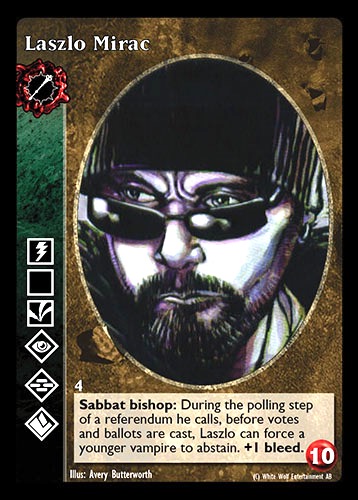 Laszlo Mirac
4
Sabbat bishop: During the polling step
of a referendum he calls, before votes
and ballots are cast, Laszlo can force a
younger vampire to abstain. +1 bleed.
10
Illus: Avery Butterworth
(C) White Wolf Entertainment AB